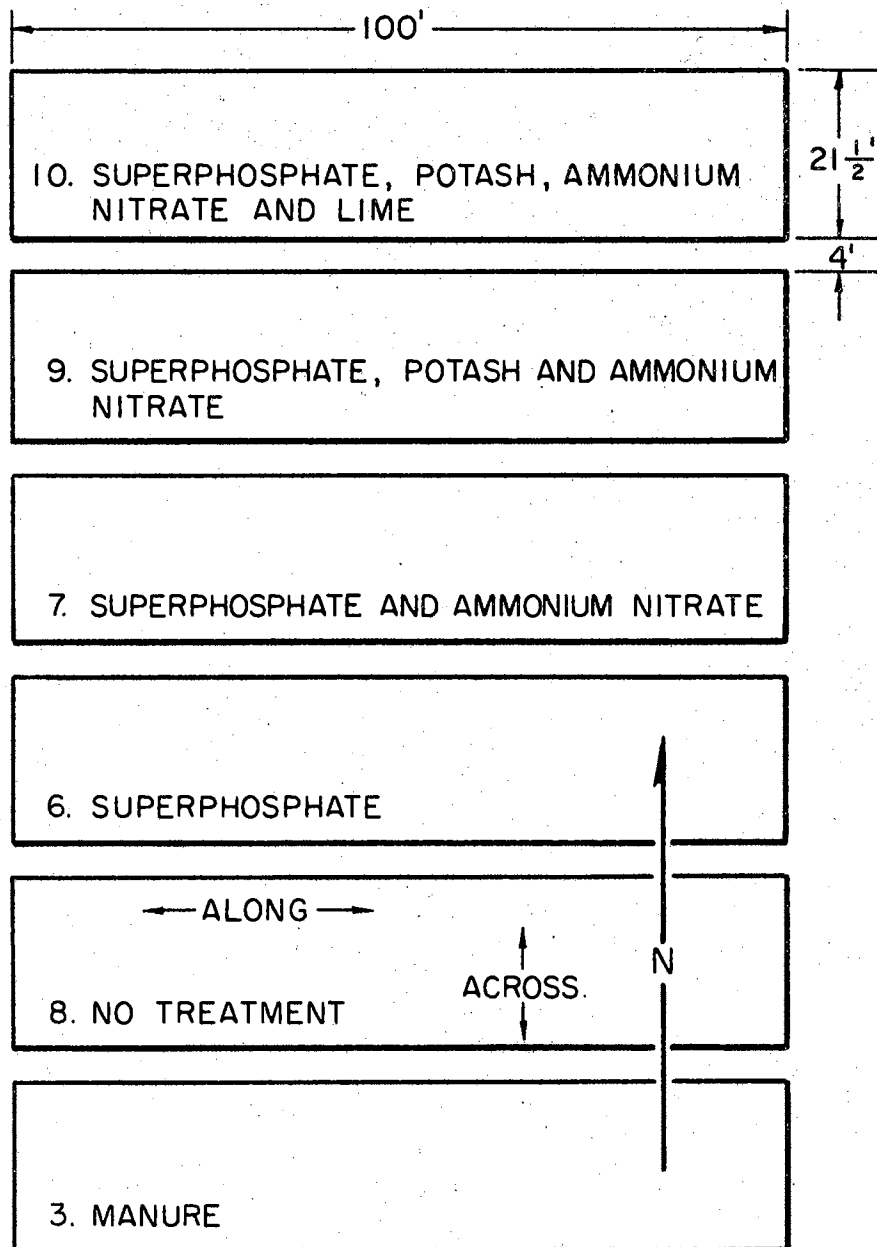 100'
10. SUPERPHOSPHATE, POTASH, AMMONIUM
NITRATE AND LIME
21 1/2'
4'
9. SUPERPHOSPHATE, POTASH AND AMMONIUM
NITRATE
7. SUPERPHOSPHATE AND AMMONIUM NITRATE
6. SUPERPHOSPHATE
ALONG
N
ACROSS.
8. NO TREATMENT
3. MANURE